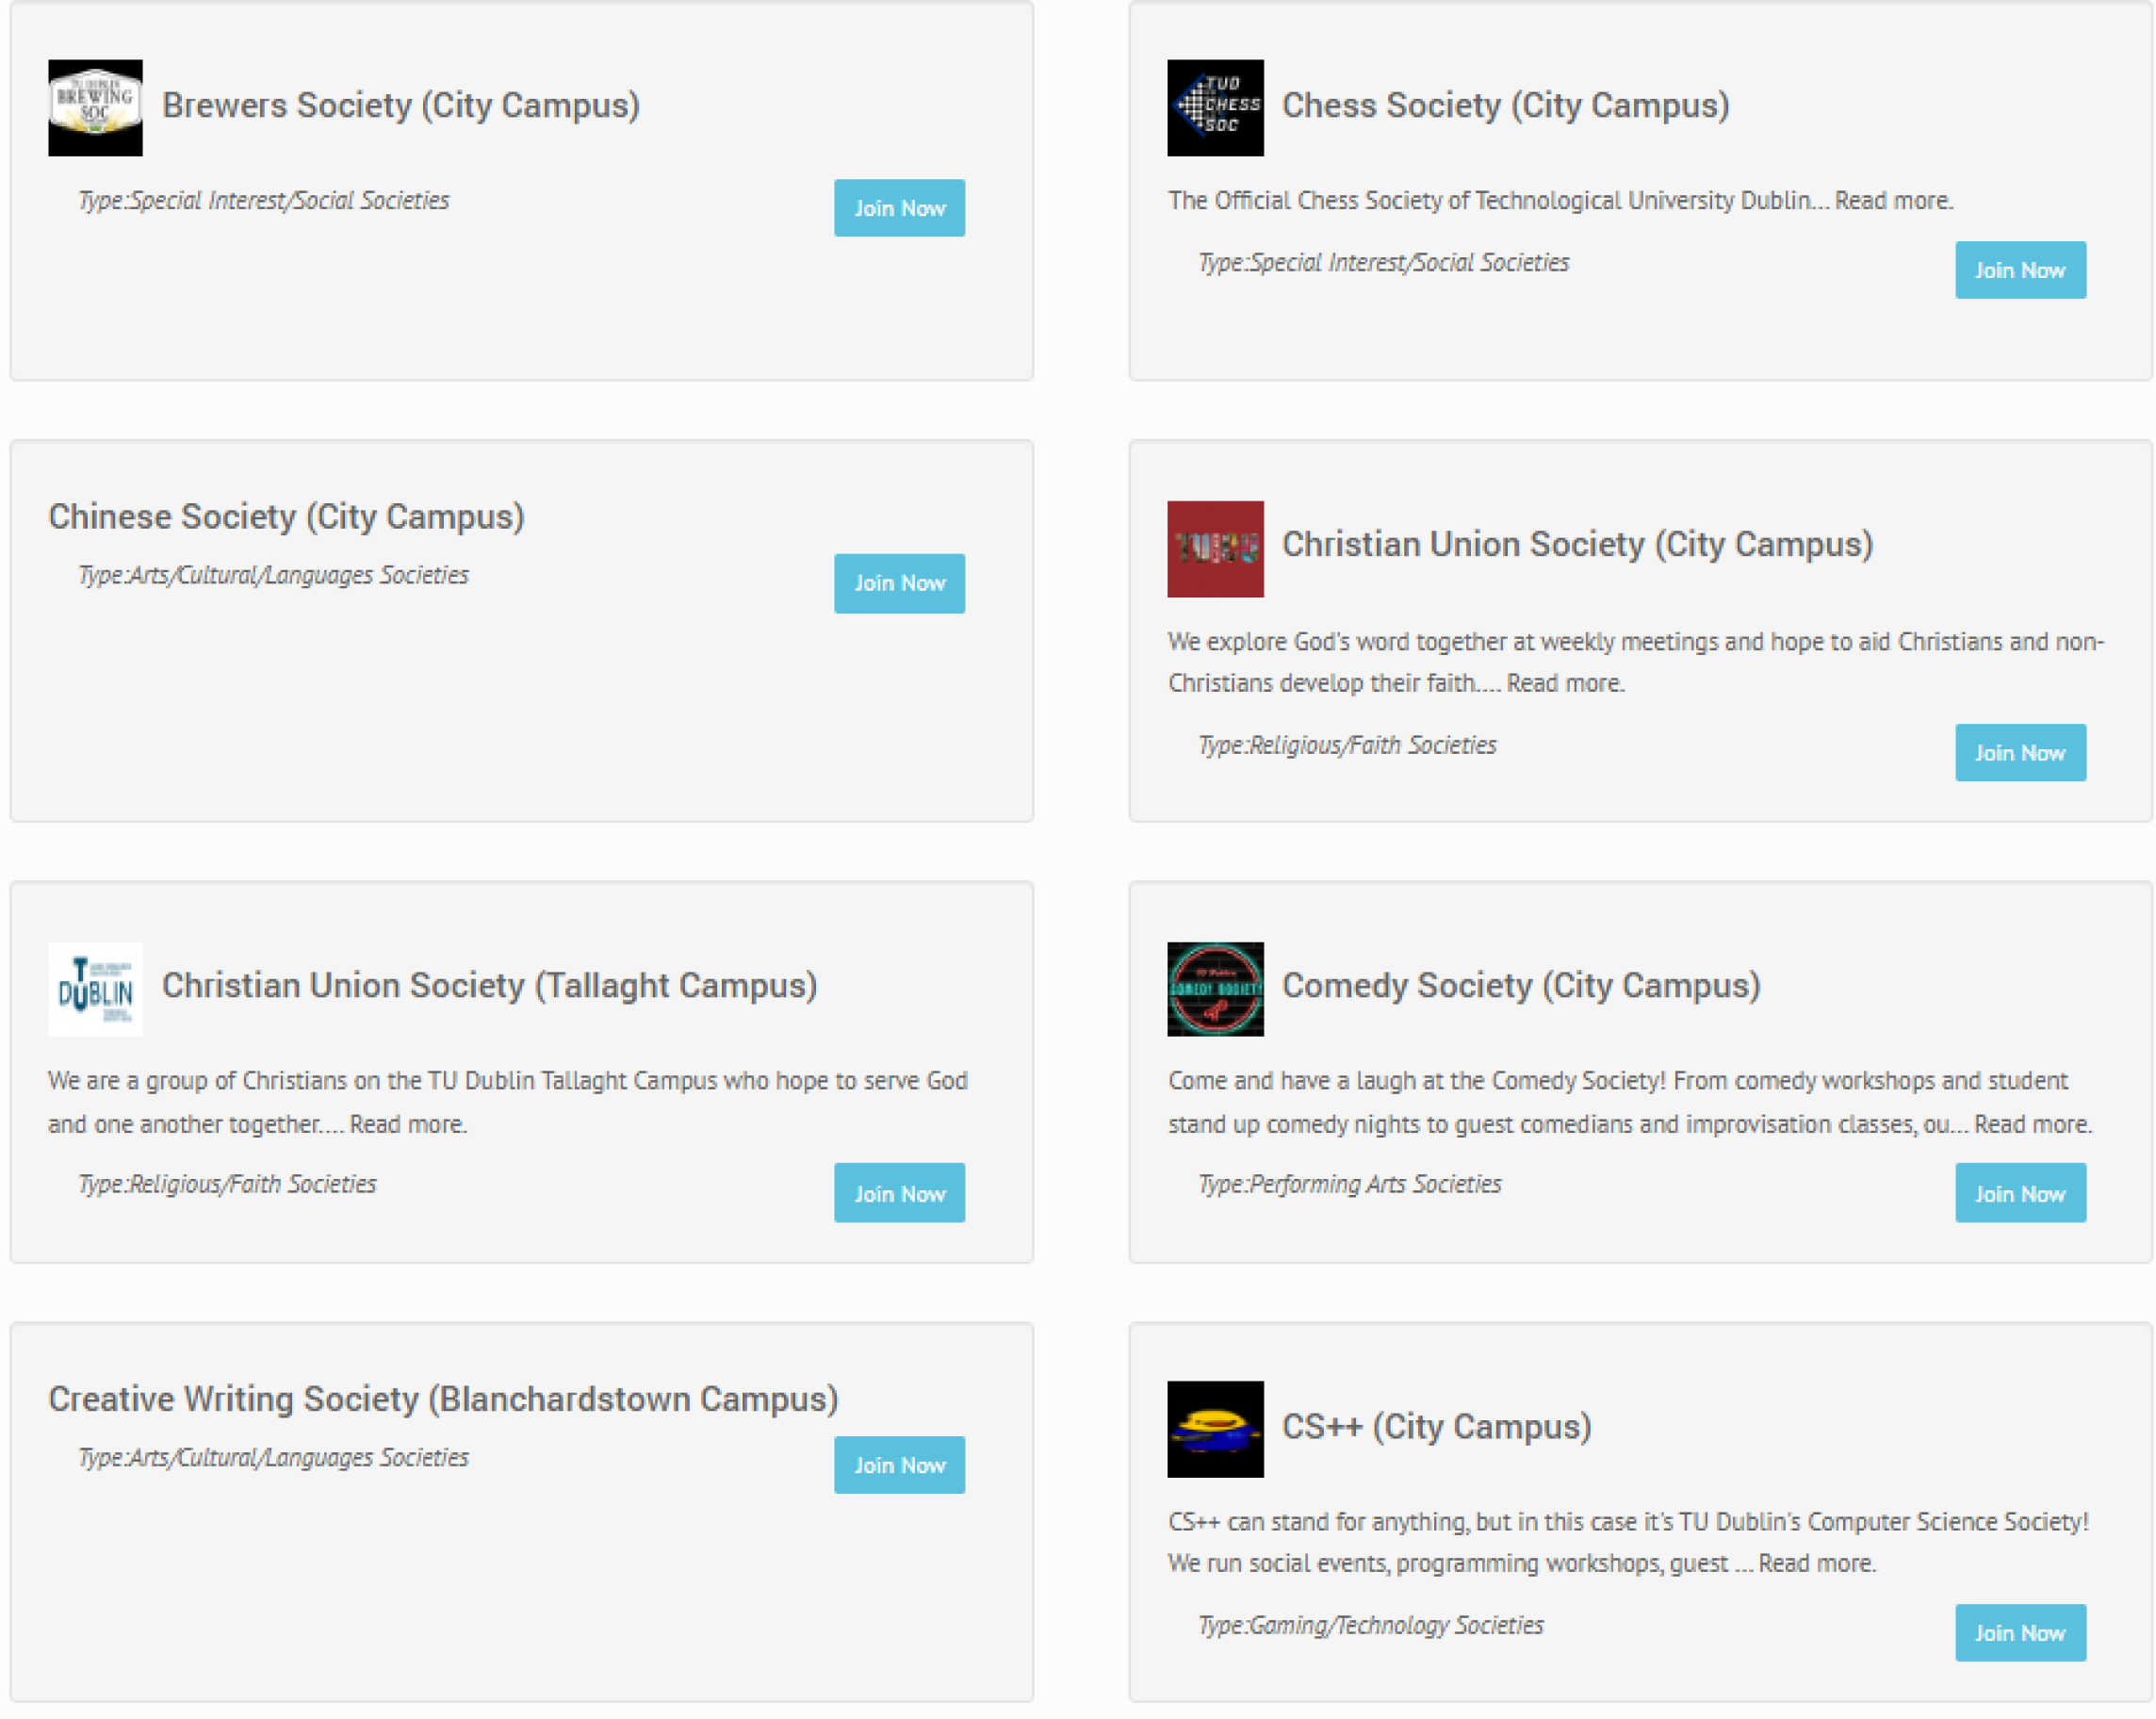 TU DUBLIN
BREWING
SOC
Brewers Society (City Campus)
Type:Special Interest/Social Societies
Join Now
TUD
CHESS
SOC
Chess Society (City Campus)
The Official Chess Society of Technological University Dublin... Read more.
Type:Special Interest/Social Societies
Join Now
Chinese Society (City Campus)
Type:Arts/Cultural/Languages Societies
Join Now
Christian Union Society (City Campus)
We explore God's word together at weekly meetings and hope to aid Christians and non-
Christians develop their faith.... Read more.
Type:Religious/Faith Societies
Join Now
T
DUBLIN
Christian Union Society (Tallaght Campus)
We are a group of Christians on the TU Dublin Tallaght Campus who hope to serve God
and one another together.... Read more.
Type:Religious/Faith Societies
Join Now
TU Dublin
COMEDY SOCIETY
Comedy Society (City Campus)
Come and have a laugh at the Comedy Society! From comedy workshops and student
stand up comedy nights to guest comedians and improvisation classes, ou... Read more.
Type:Performing Arts Societies
Join Now
Creative Writing Society (Blanchardstown Campus)
Type:Arts/Cultural/Languages Societies
Join Now
CS++ (City Campus)
CS++ can stand for anything, but in this case it's TU Dublin's Computer Science Society!
We run social events, programming workshops, guest ... Read more.
Type:Gaming/Technology Societies
Join Now